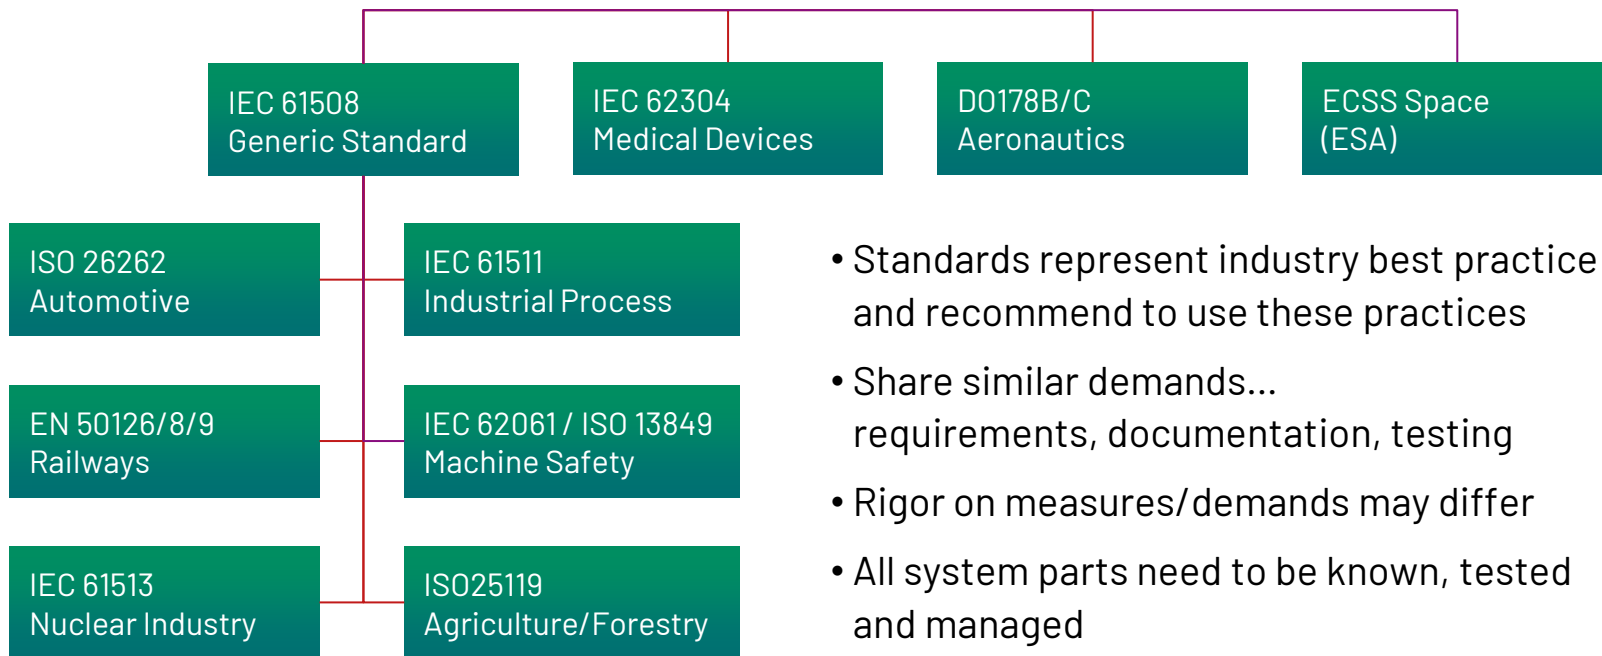 IEC 61508
Generic Standard
IEC 62304
Medical Devices
DO178B/C
Aeronautics
ECSS Space
(ESA)
ISO 26262
Automotive
IEC 61511
Industrial Process
EN 50126/8/9
Railways
IEC 62061 / ISO 13849
Machine Safety
IEC 61513
Nuclear Industry
ISO25119
Agriculture/Forestry
• Standards represent industry best practice
and recommend to use these practices
• Share similar demands...
requirements, documentation, testing
• Rigor on measures/demands may differ
• All system parts need to be known, tested
and managed